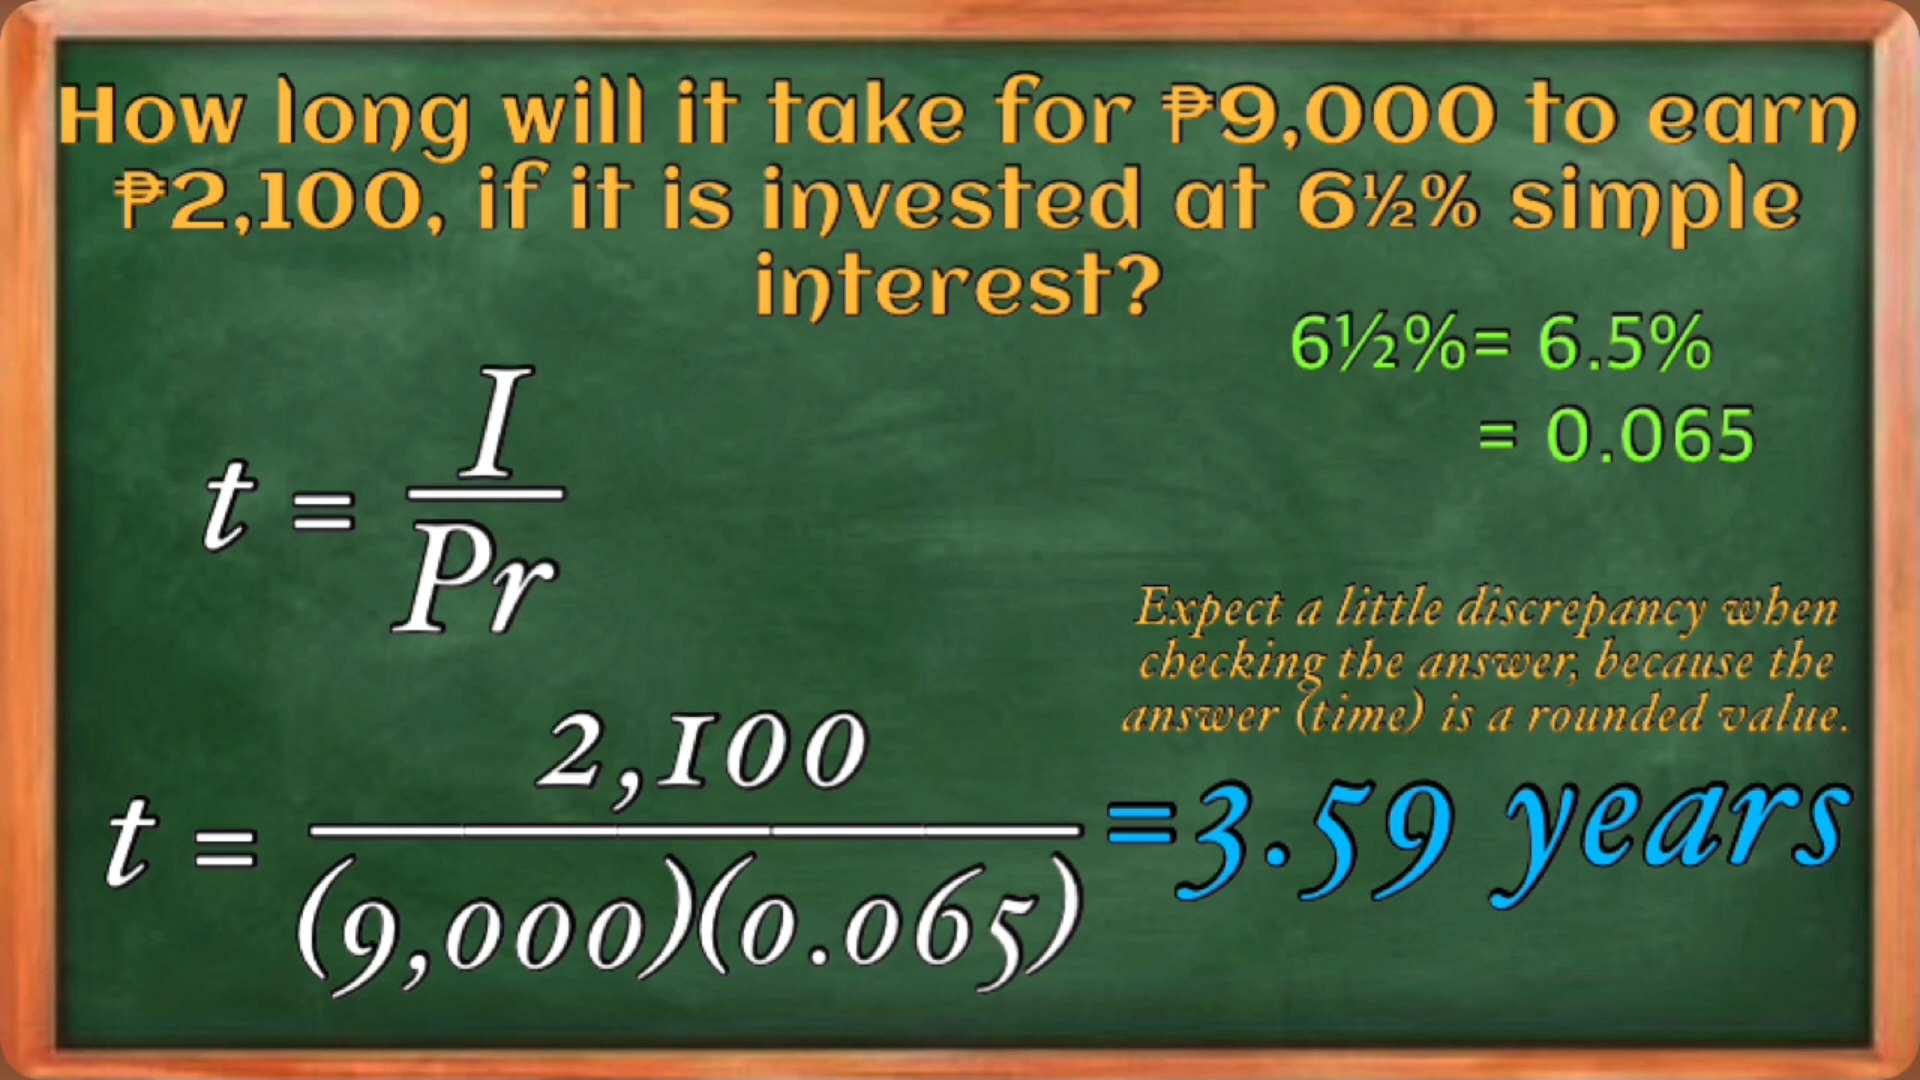 How long will it take for ₱9,000 to earn
₱2,100, if it is invested at 6½% simple
interest?
6½%= 6.5%
= 0.065
t = I
Pr
Expect a little discrepancy when
checking the answer, because the
answer (time) is a rounded value.
t = 2,100
(9,000)(0.065)
=3.59 years